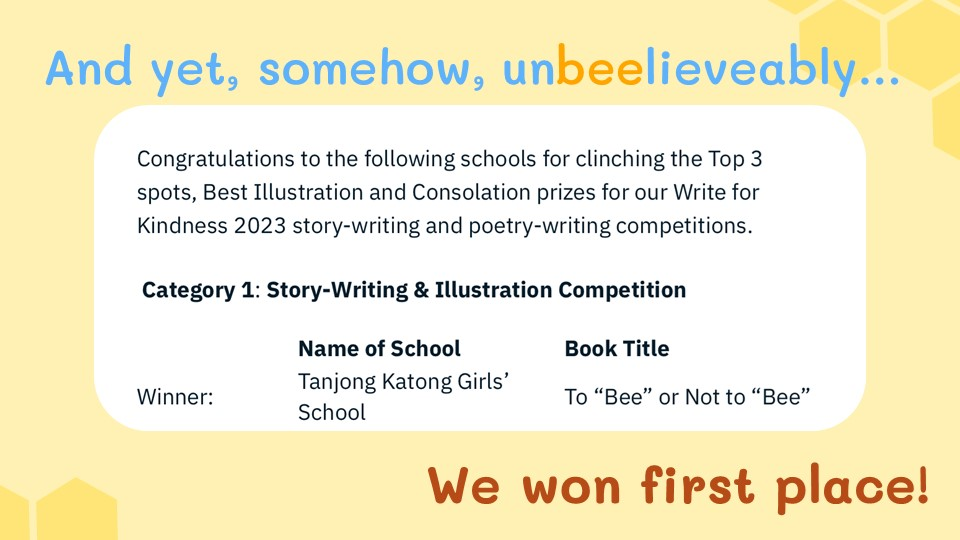 And yet, somehow, unbeelieveably...
Congratulations to the following schools for clinching the Top 3
spots, Best Illustration and Consolation prizes for our Write for
Kindness 2023 story-writing and poetry-writing competitions.
Category 1: Story-Writing & Illustration Competition
Name of School Book Title
Winner: Tanjong Katong Girls’ School To “Bee” or Not to “Bee”
We won first place!